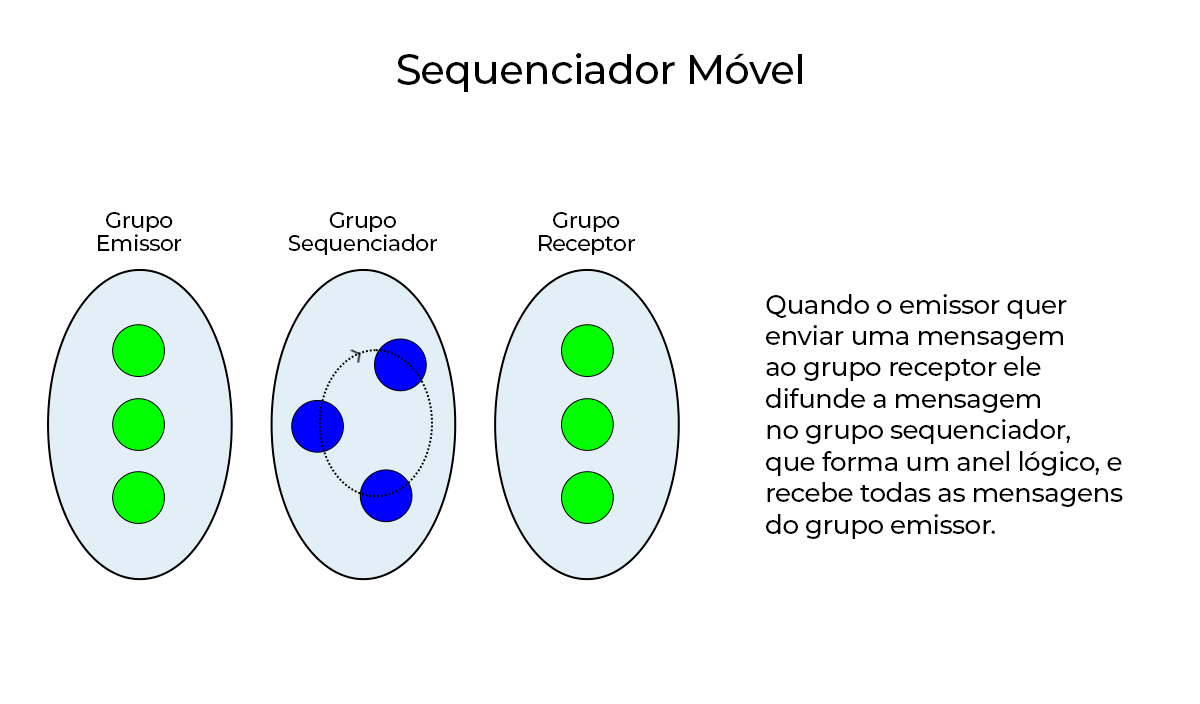 Sequenciador Móvel
Grupo
Emissor
Grupo
Sequenciador
Grupo
Receptor
Quando o emissor quer
enviar uma mensagem
ao grupo receptor ele
difunde a mensagem
no grupo sequenciador,
que forma um anel lógico, e
recebe todas as mensagens
do grupo emissor.